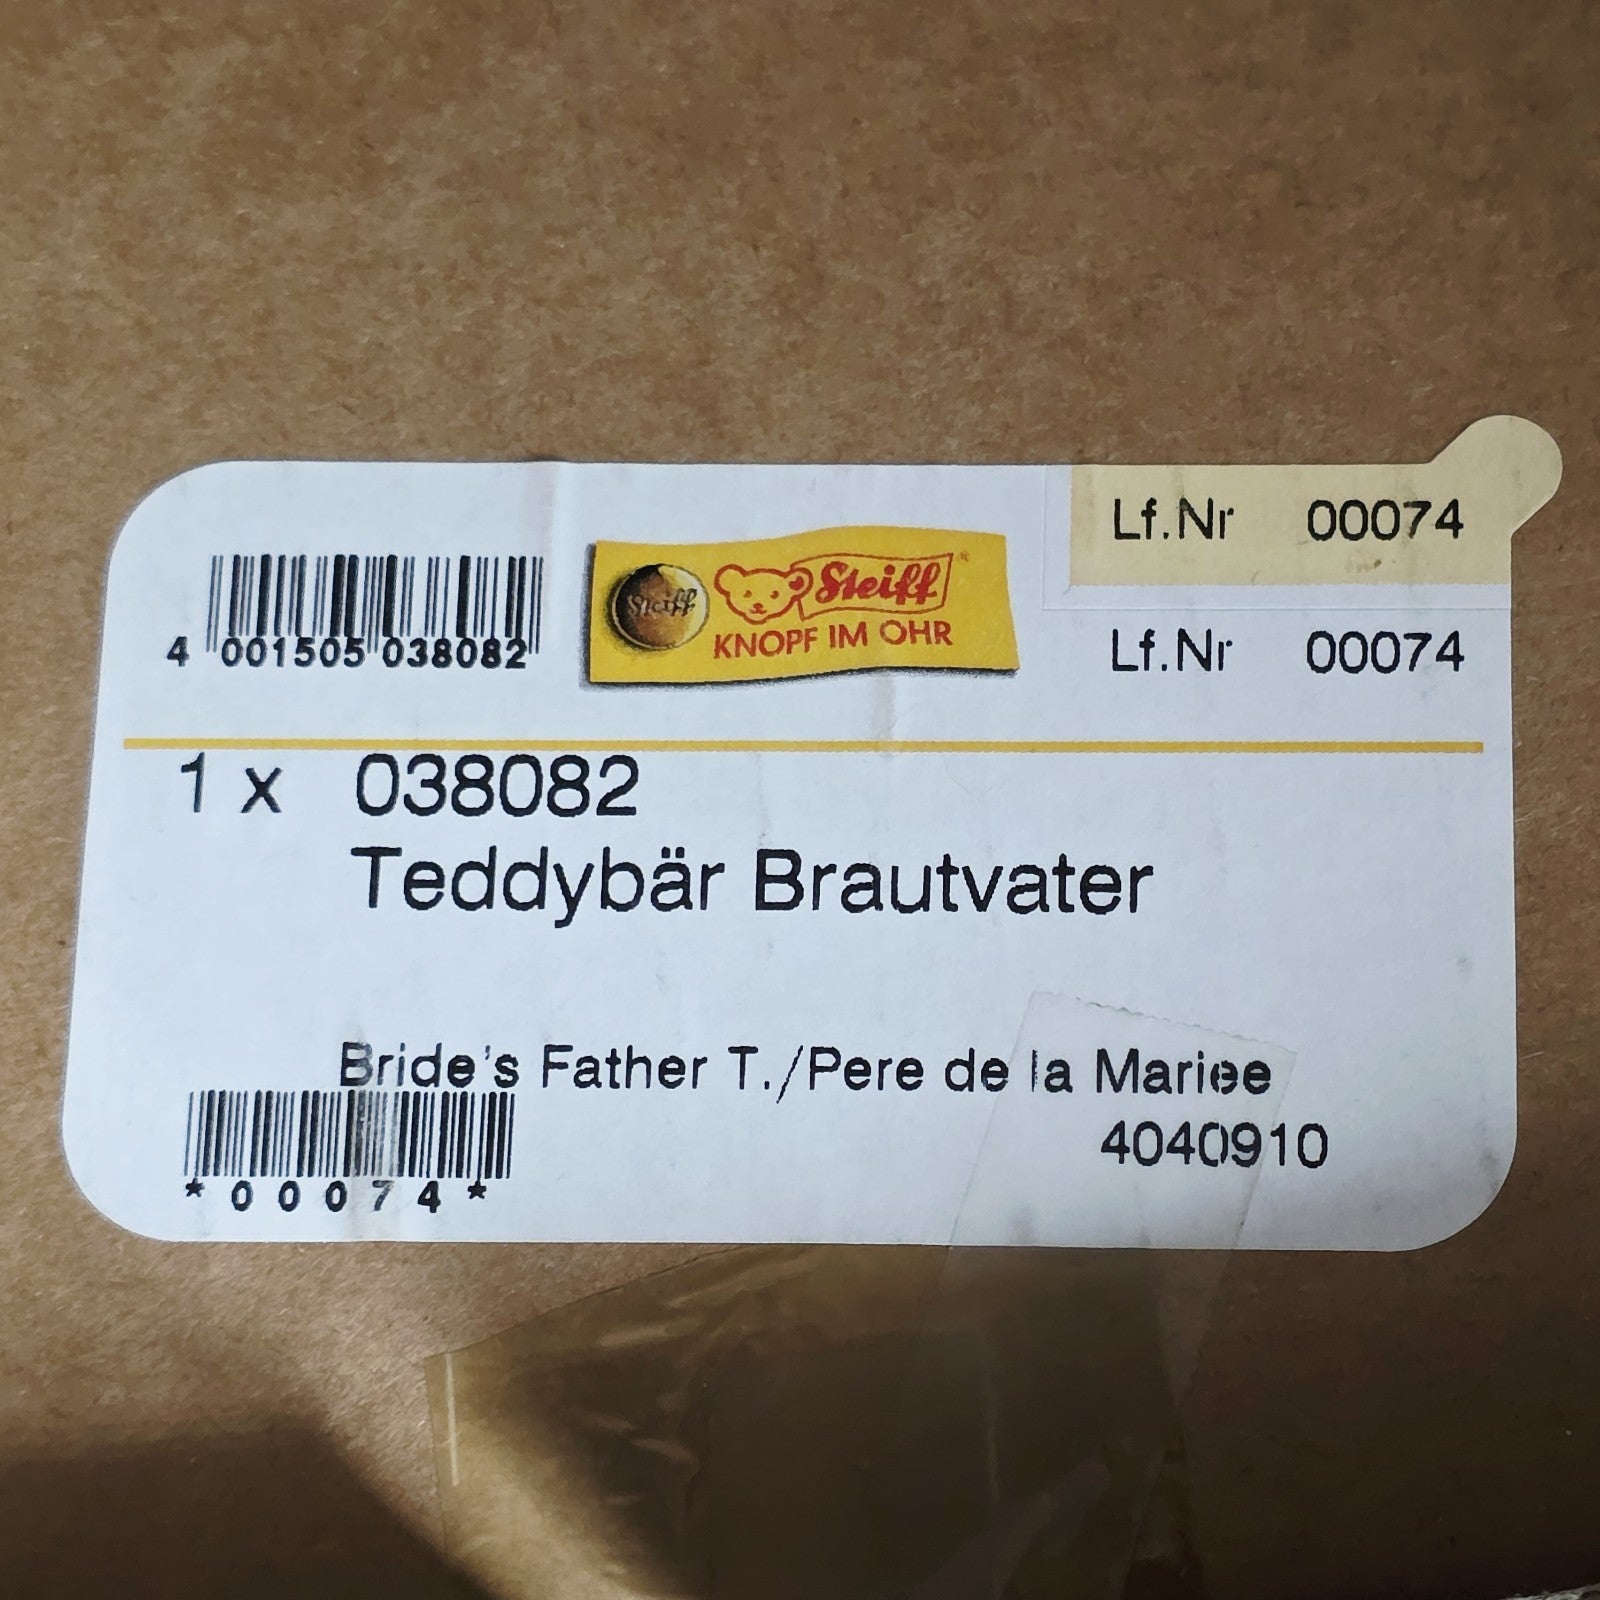 Lf.Nr 00074
Steiff
Steiff®
KNOPF IM OHR
4 001505 038082
Lf.Nr 00074
1 x 038082
Teddybär Brautvater
Bride's Father T./Pere de la Mariee
4040910
*00074*